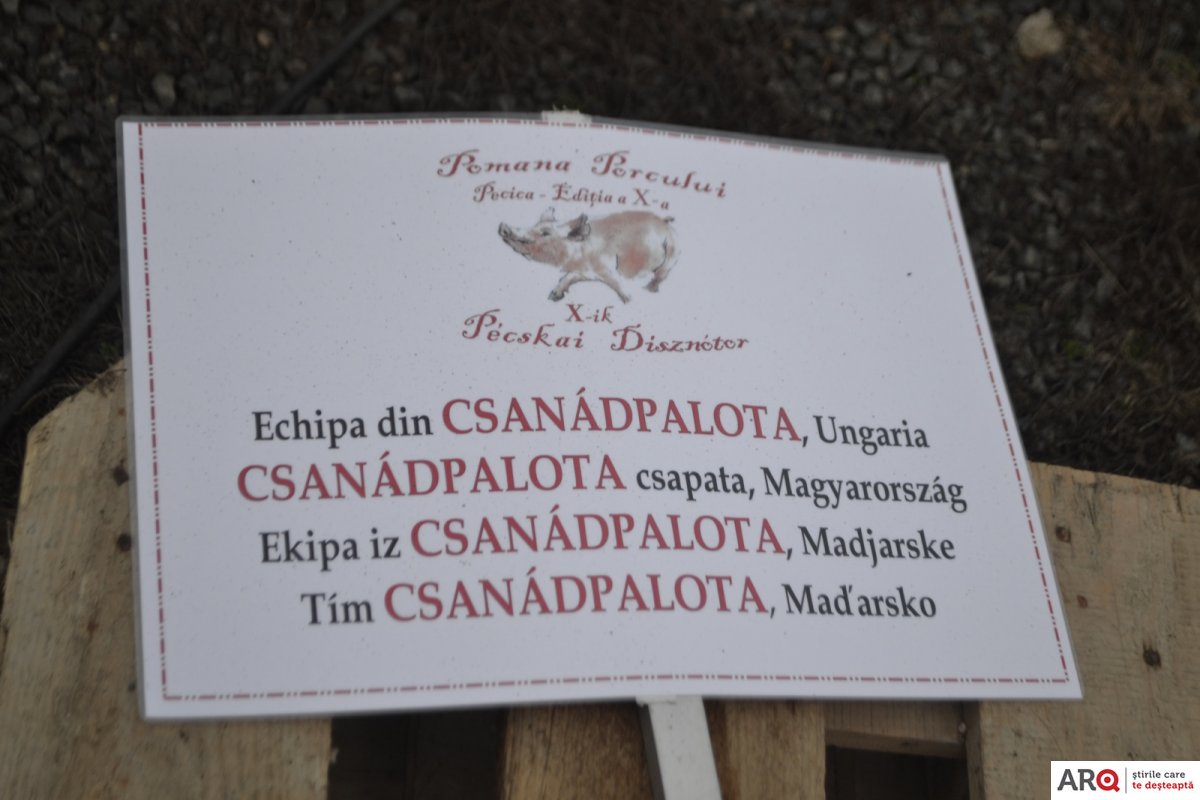 Pomana Porcului
Pecica - Ediția a X-a
X-ik
Pécskai Disznótor
Echipa din CSANÁDPALOTA, Ungaria
CSANÁDPALOTA csapata, Magyarország
Ekipa iz CSANÁDPALOTA, Madjarske
Tím CSANÁDPALOTA, Maďarsko
ARQ știrile care
te deșteaptă